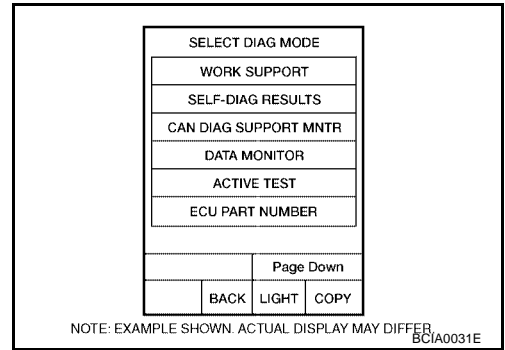 SELECT DIAG MODE
WORK SUPPORT
SELF-DIAG RESULTS
CAN DIAG SUPPORT MNTR
DATA MONITOR
ACTIVE TEST
ECU PART NUMBER
Page Down
BACK LIGHT COPY
NOTE: EXAMPLE SHOWN. ACTUAL DISPLAY MAY DIFFER.
BCIA0031E